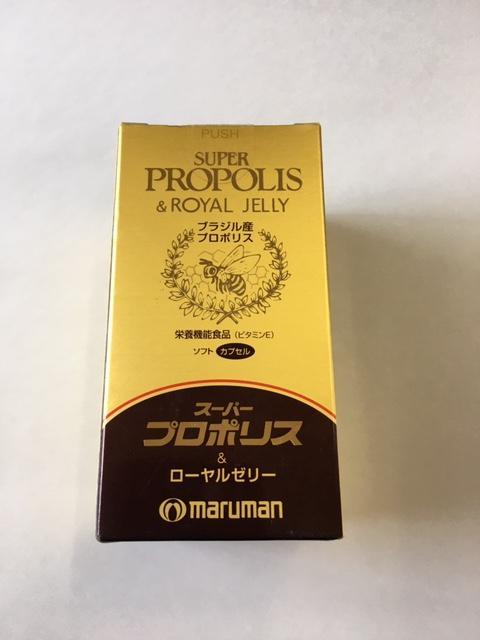 PUSH
SUPER
PROPOLIS
& ROYAL JELLY
ブラジル産
プロポリス
栄養機能食品（ビタミンE）
ソフト カプセル
スーパー
プロポリス
&
ローヤルゼリー
maruman